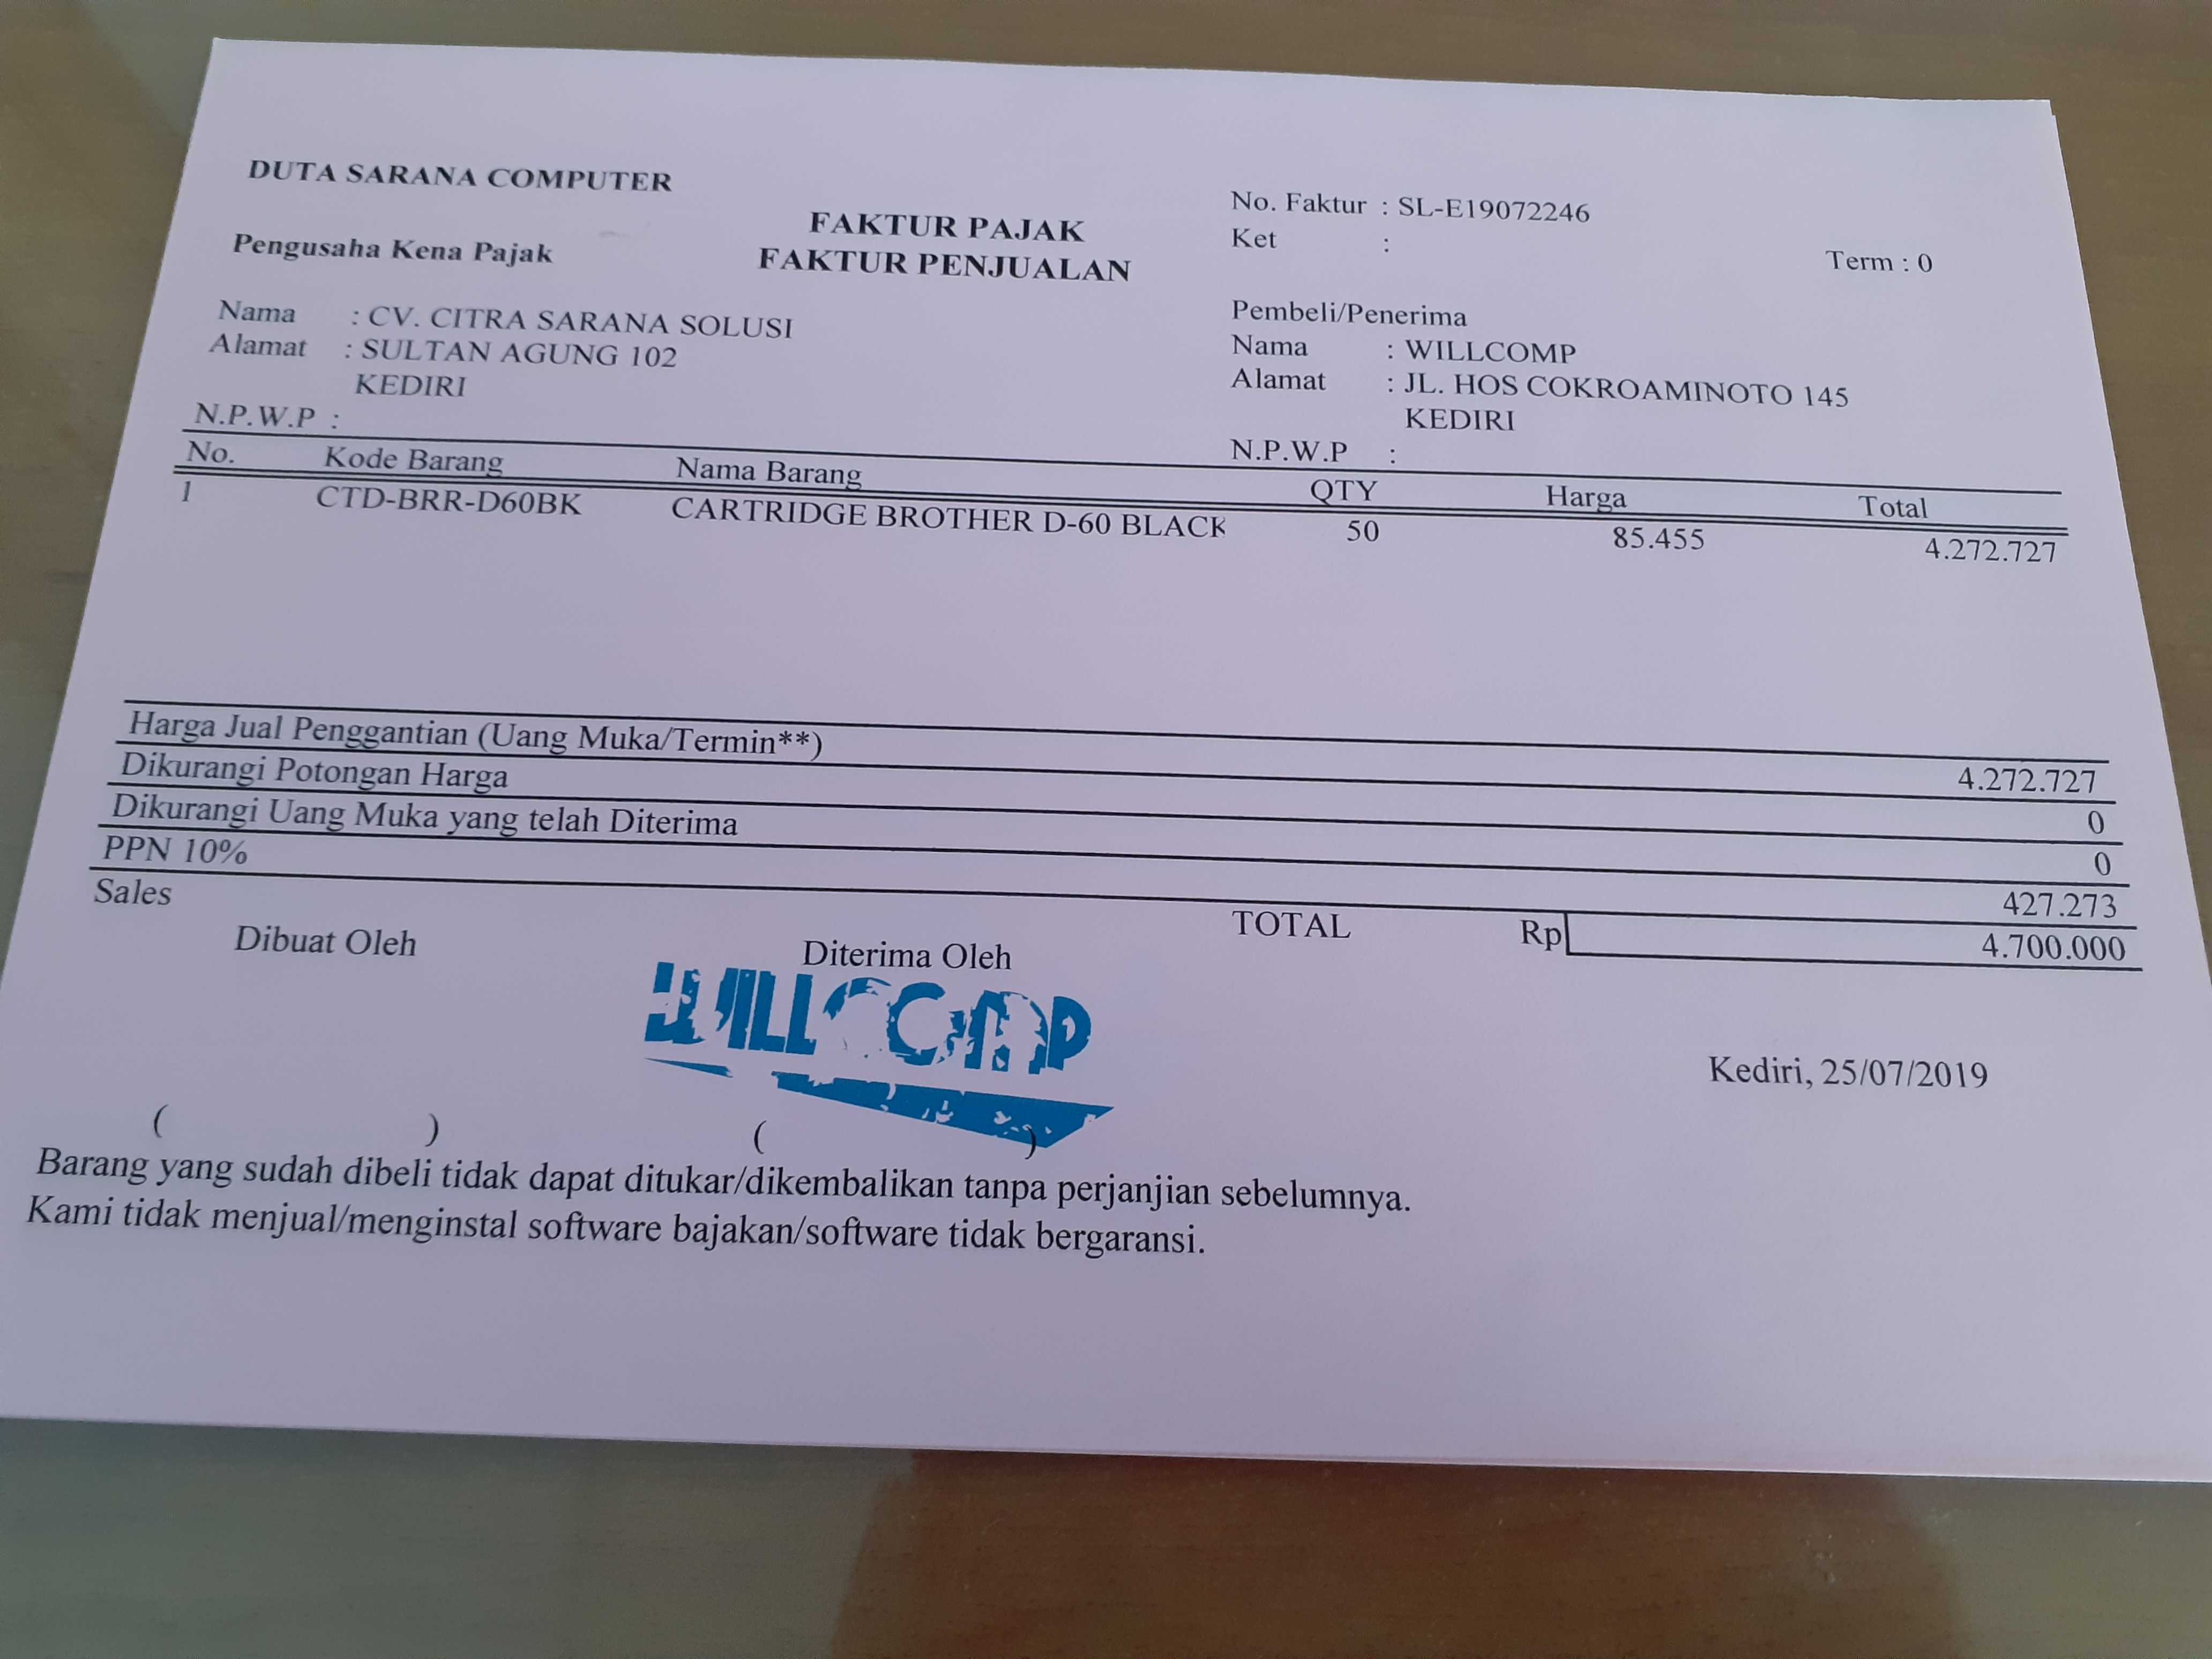 DUTA SARANA COMPUTER
FAKTUR PAJAK
FAKTUR PENJUALAN
No. Faktur : SL-E19072246
Ket :
Term : 0
Pengusaha Kena Pajak
Nama : CV. CITRA SARANA SOLUSI
Alamat : SULTAN AGUNG 102
KEDIRI
N.P.W.P :
Pembeli/Penerima
Nama : WILLCOMP
Alamat : JL. HOS COKROAMINOTO 145
KEDIRI
N.P.W.P :
No. Kode Barang Nama Barang QTY Harga Total
1 CTD-BRR-D60BK CARTRIDGE BROTHER D-60 BLACK 50 85.455 4.272.727
Harga Jual Penggantian (Uang Muka/Termin**) 4.272.727
Dikurangi Potongan Harga 0
Dikurangi Uang Muka yang telah Diterima 0
PPN 10% 427.273
Sales TOTAL Rp 4.700.000
Dibuat Oleh Diterima Oleh
WILLCOMP
Kediri, 25/07/2019
( ) ( )
Barang yang sudah dibeli tidak dapat ditukar/dikembalikan tanpa perjanjian sebelumnya.
Kami tidak menjual/menginstal software bajakan/software tidak bergaransi.